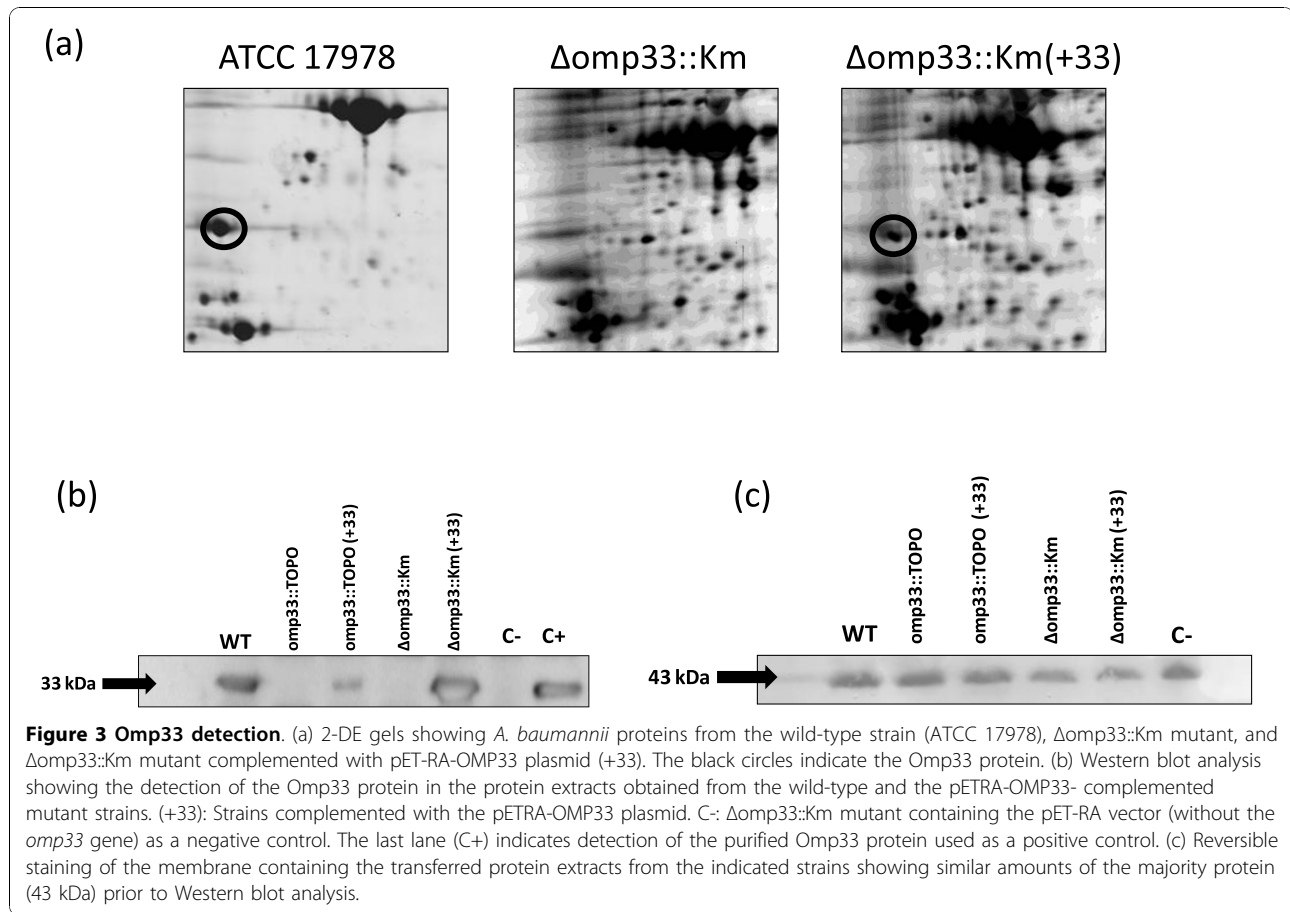 (a)
ATCC 17978
Δomp33::Km
Δomp33::Km(+33)
(b)
WT
omp33::TOPO
omp33::TOPO (+33)
Δomp33::Km
Δomp33::Km (+33)
C-
C+
33 kDa
(c)
WT
omp33::TOPO
omp33::TOPO (+33)
Δomp33::Km
Δomp33::Km (+33)
C-
43 kDa
Figure 3 Omp33 detection. (a) 2-DE gels showing A. baumannii proteins from the wild-type strain (ATCC 17978), Δomp33::Km mutant, and
Δomp33::Km mutant complemented with pET-RA-OMP33 plasmid (+33). The black circles indicate the Omp33 protein. (b) Western blot analysis
showing the detection of the Omp33 protein in the protein extracts obtained from the wild-type and the pETRA-OMP33- complemented
mutant strains. (+33): Strains complemented with the pETRA-OMP33 plasmid. C-: Δomp33::Km mutant containing the pET-RA vector (without the
omp33 gene) as a negative control. The last lane (C+) indicates detection of the purified Omp33 protein used as a positive control. (c) Reversible
staining of the membrane containing the transferred protein extracts from the indicated strains showing similar amounts of the majority protein
(43 kDa) prior to Western blot analysis.